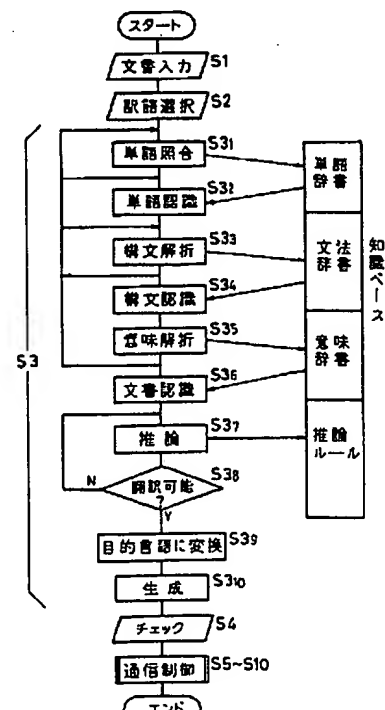 スタート
文書入力 S1
訳語選択 S2
単語照合 S31
単語認識 S32
構文解析 S33
構文認識 S34
意味解析 S35
文書認識 S36
推論 S37
翻訳可能 S38
?
N
Y
目的言語に変換 S39
生成 S310
チェック S4
通信制御 S5~S10
エンド
S3
単語
辞書
文法
辞書
意味
辞書
推論
ルール
知識ベース